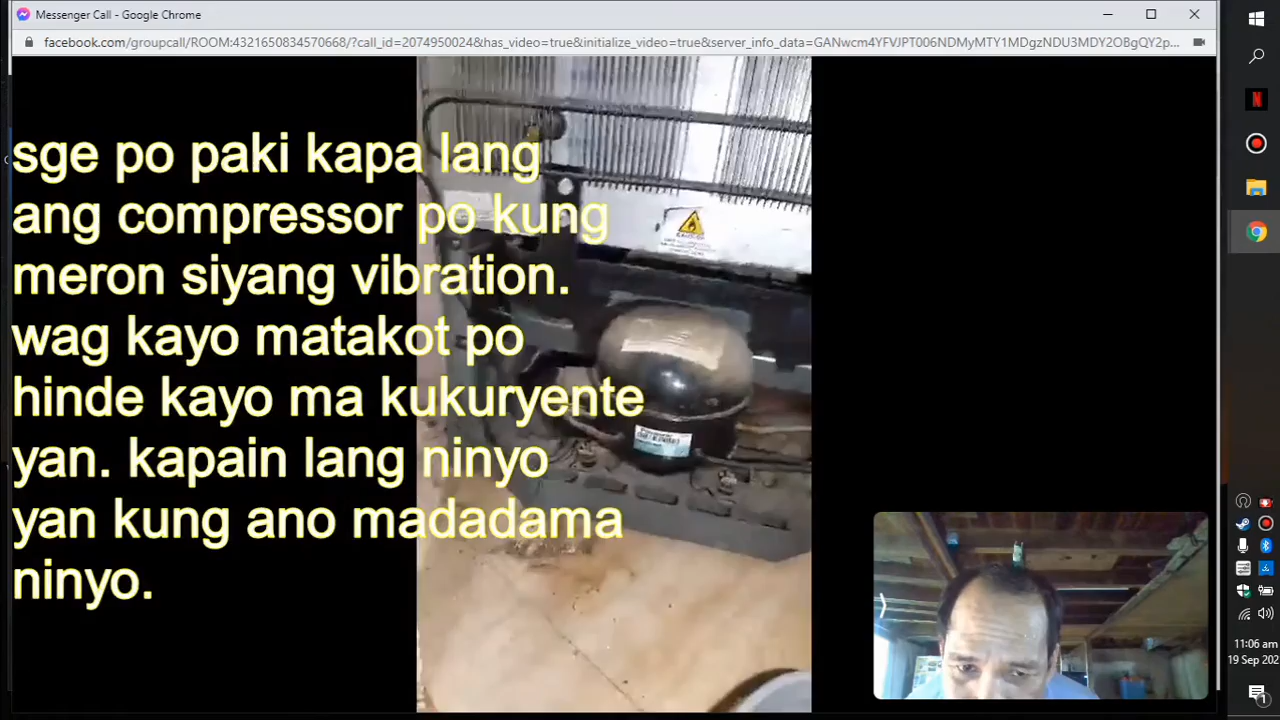 Messenger Call - Google Chrome
facebook.com/groupcall/ROOM:4321650834570668/?call_id=2074950024&has_video=true&initialize_video=true&server_info_data=GANwcm4YFVJPT006NDMyMTY1MDgzNDU3MDY2OBgQY2p...
sge po paki kapa lang
ang compressor po kung
meron siyang vibration.
wag kayo matakot po
hinde kayo ma kukuryente
yan. kapain lang ninyo
yan kung ano madadama
ninyo.
11:06 am
19 Sep 202